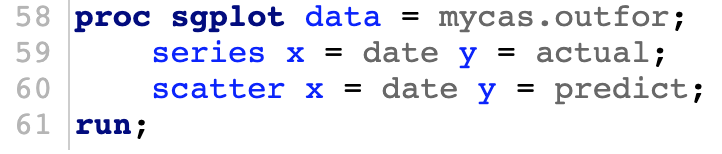 58 proc sgplot data = mycas.outfor;
59     series x = date y = actual;
60     scatter x = date y = predict;
61 run;